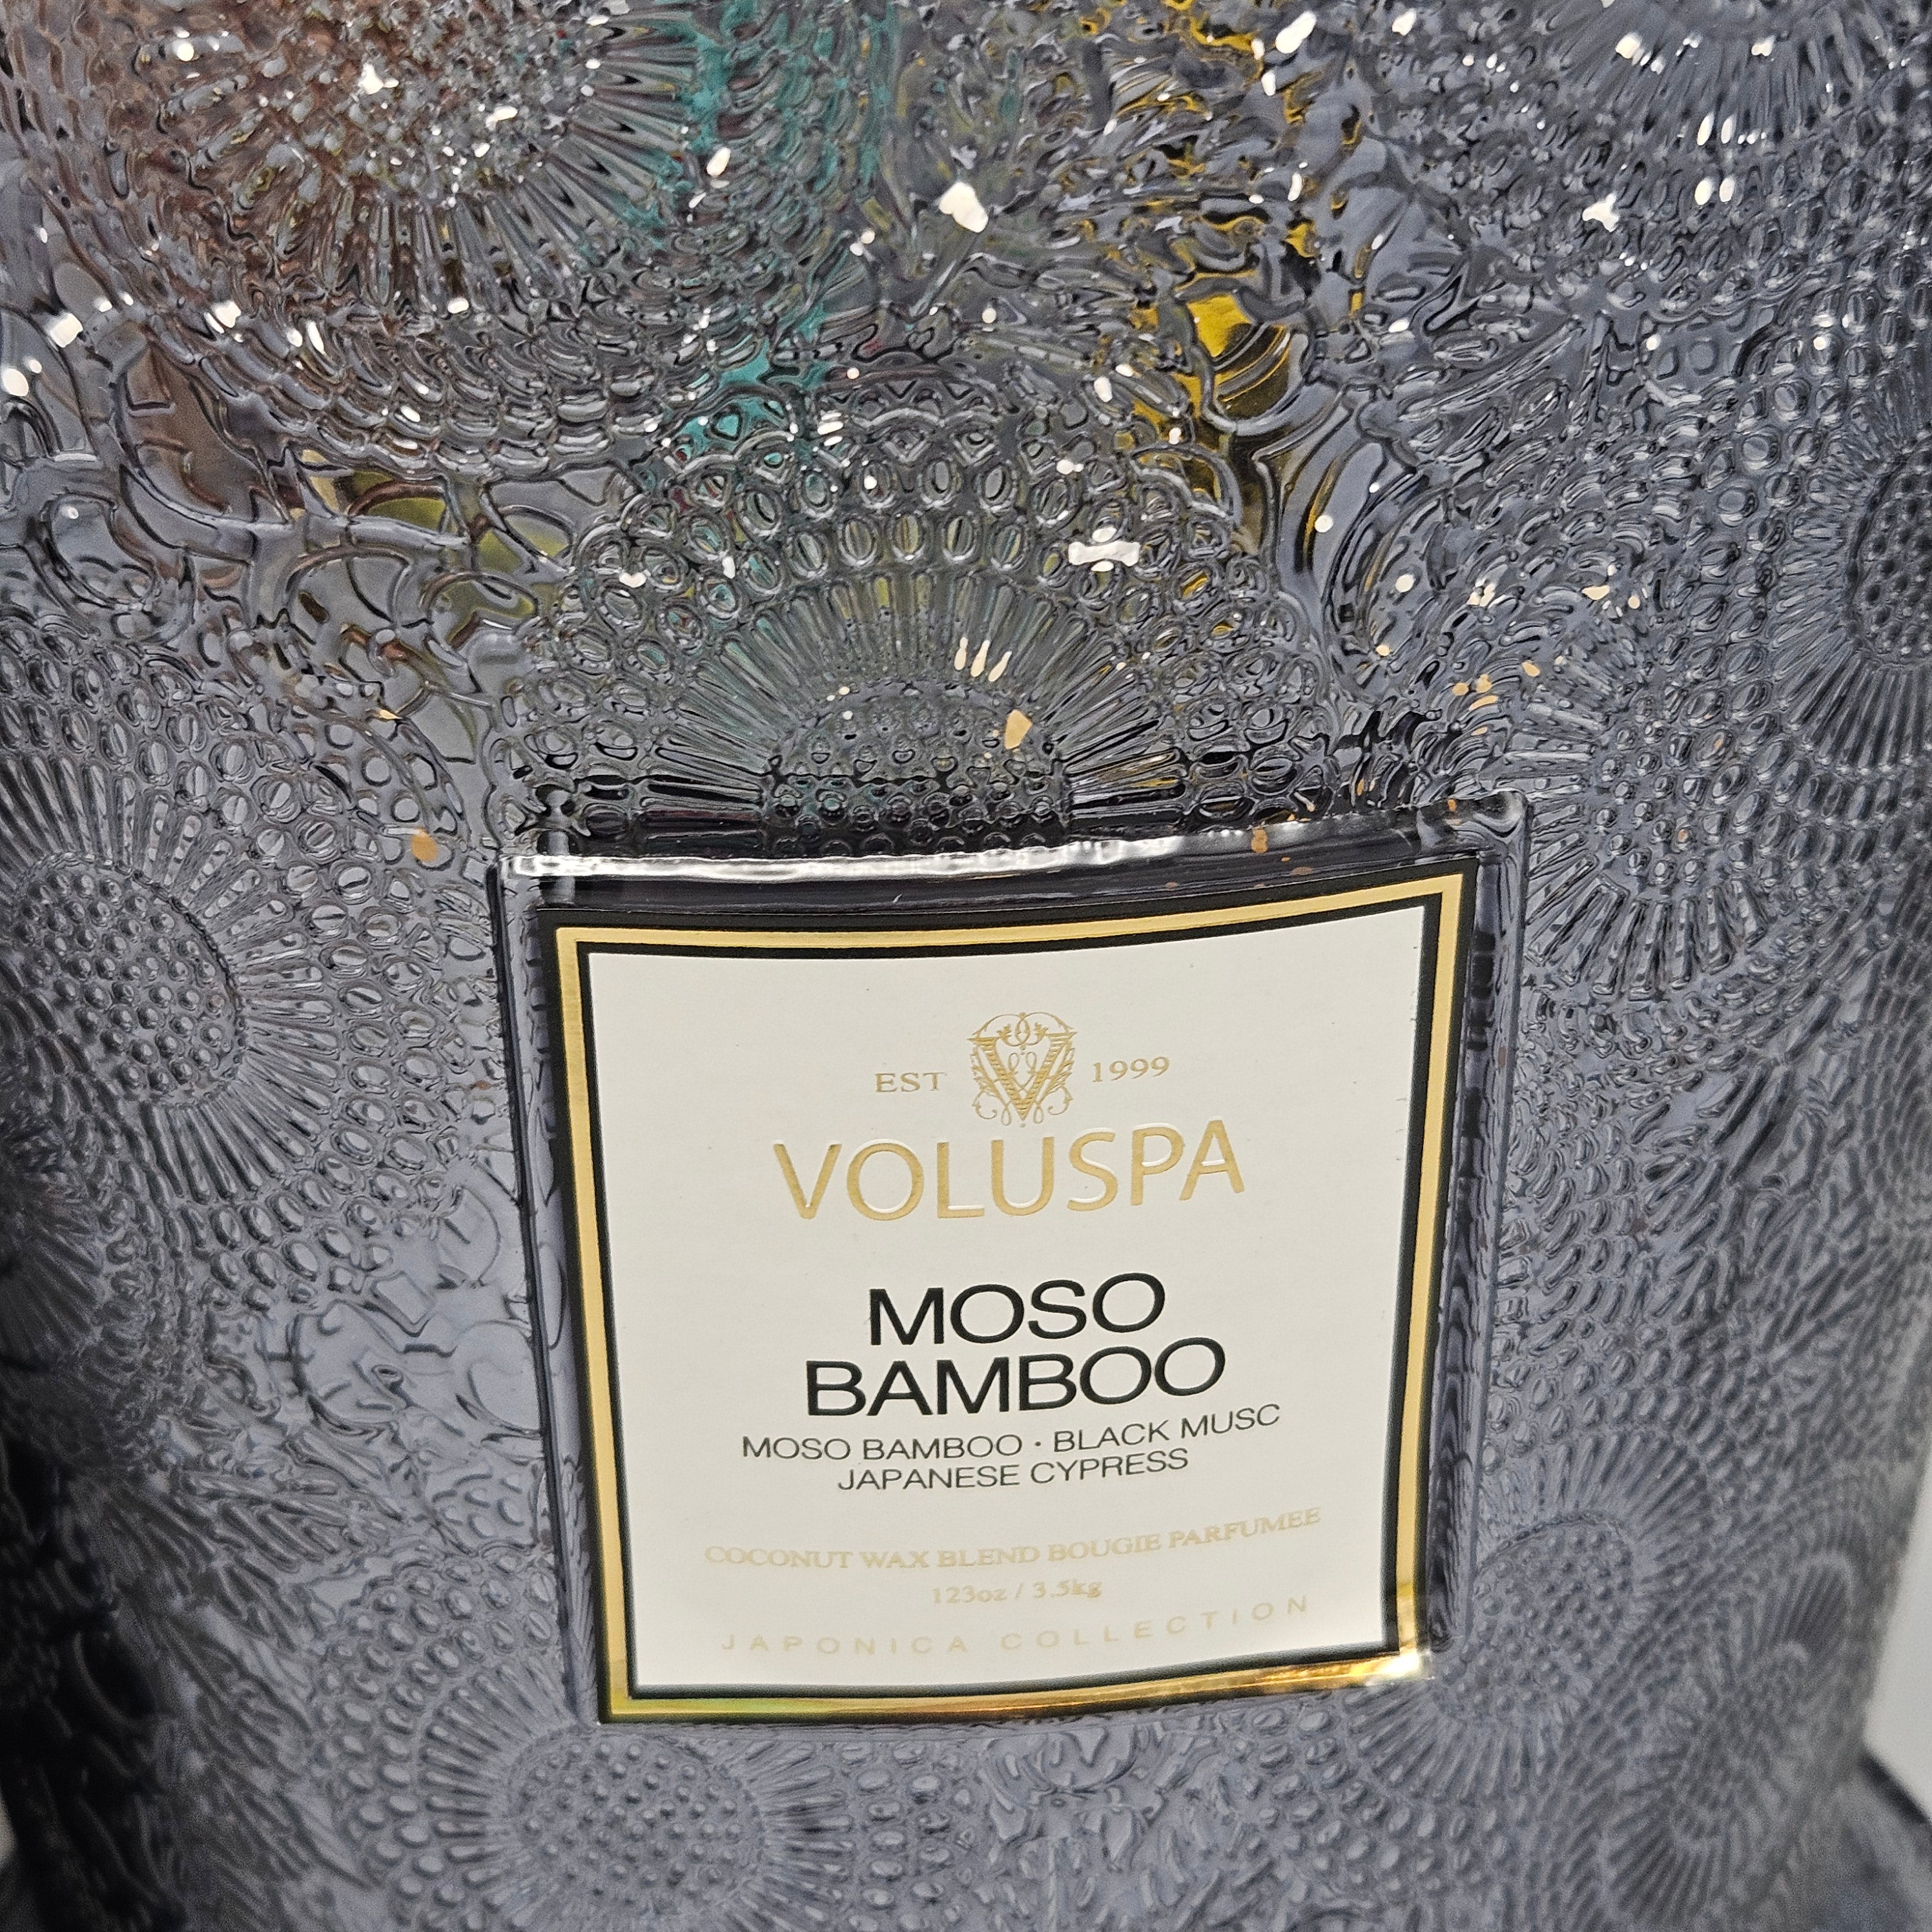 EST 1999
VOLUSPA
MOSO
BAMBOO
MOSO BAMBOO · BLACK MUSC
JAPANESE CYPRESS
COCONUT WAX BLEND BOUGIE PARFUMEE
123oz / 3.5kg
JAPONICA COLLECTION